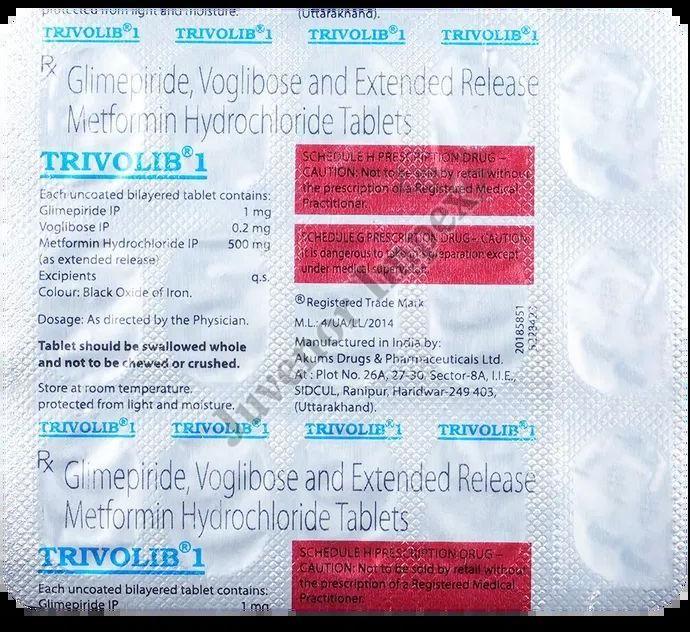 protected from light and moisture. (Uttarakhand).
TRIVOLIB®1 TRIVOLIB®1 TRIVOLIB®1 TRIVOLIB®1
Rx Glimepiride, Voglibose and Extended Release
Metformin Hydrochloride Tablets
TRIVOLIB®1
Each uncoated bilayered tablet contains:
Glimepiride IP 1 mg
Voglibose IP 0.2 mg
Metformin Hydrochloride IP 500 mg
(as extended release)
Excipients q.s.
Colour: Black Oxide of Iron.
Dosage: As directed by the Physician.
Tablet should be swallowed whole
and not to be chewed or crushed.
Store at room temperature.
protected from light and moisture.
SCHEDULE H PRESCRIPTION DRUG –
CAUTION: Not to be sold by retail without
the prescription of a Registered Medical
Practitioner.
SCHEDULE G PRESCRIPTION DRUG – CAUTION
It is dangerous to take this preparation except
under medical supervision.
® Registered Trade Mark
M.L.: 4/UA/LL/2014
Manufactured in India by:
Akums Drugs & Pharmaceuticals Ltd.
At : Plot No. 26A, 27-30, Sector-8A, I.I.E.,
SIDCUL, Ranipur, Haridwar-249 403,
(Uttarakhand).
20185851
Juventor Impex
TRIVOLIB®1 TRIVOLIB®1 TRIVOLIB®1 TRIVOLIB®1
Rx Glimepiride, Voglibose and Extended Release
Metformin Hydrochloride Tablets
TRIVOLIB®1
Each uncoated bilayered tablet contains:
Glimepiride IP 1 mg
SCHEDULE H PRESCRIPTION DRUG –
CAUTION: Not to be sold by retail without
the prescription of a Registered Medical
Practitioner.